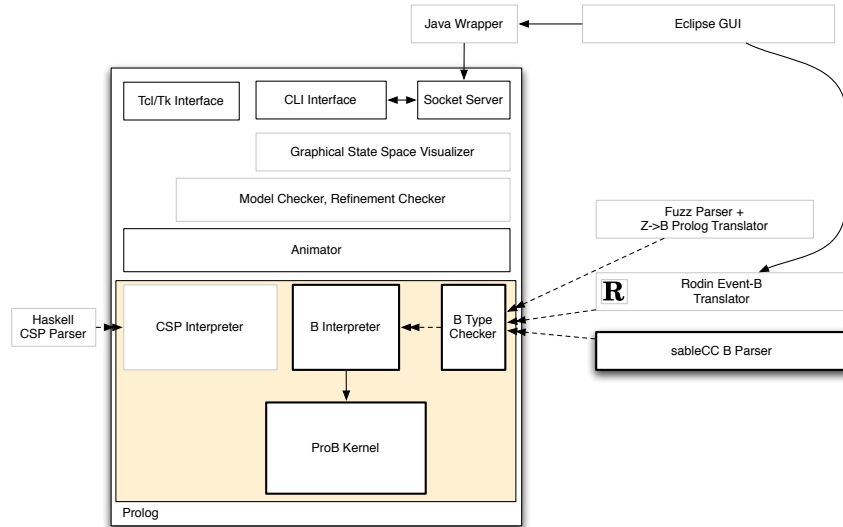 Java Wrapper
Eclipse GUI
Tcl/Tk Interface
CLI Interface
Socket Server
Graphical State Space Visualizer
Model Checker, Refinement Checker
Fuzz Parser +
Z->B Prolog Translator
Animator
R
Rodin Event-B
Translator
Haskell
CSP Parser
CSP Interpreter
B Interpreter
B Type
Checker
sableCC B Parser
ProB Kernel
Prolog